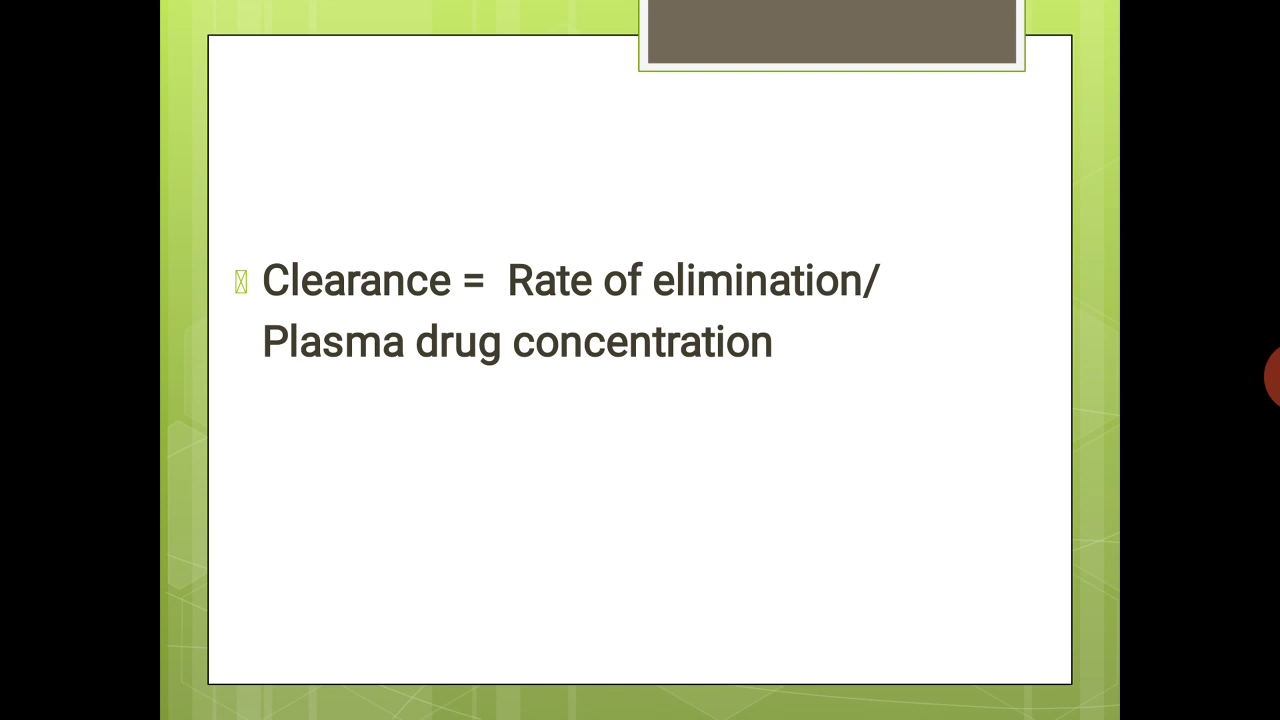 Clearance =  Rate of elimination/
Plasma drug concentration